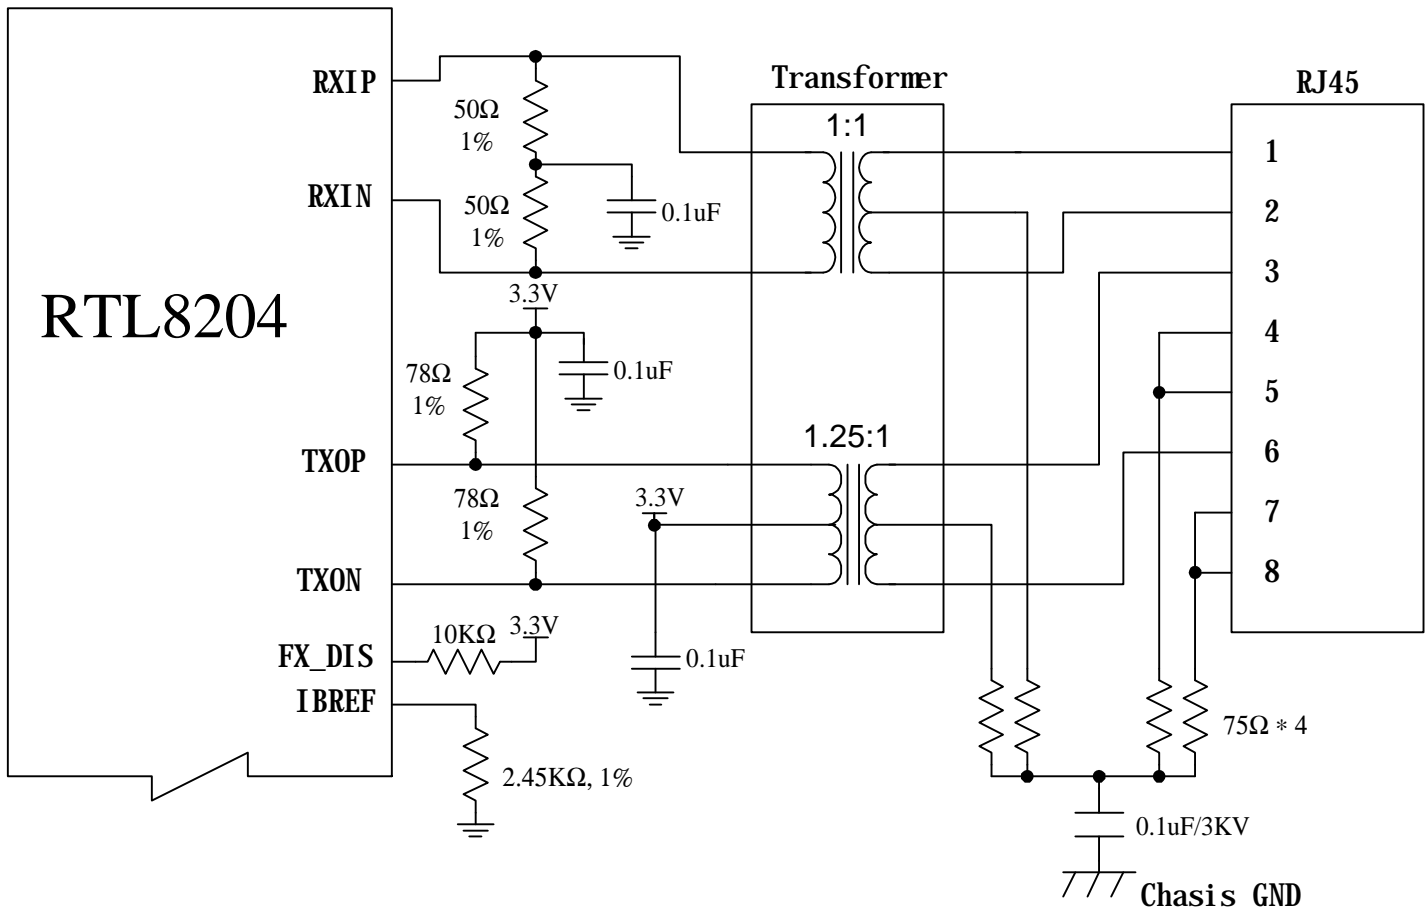 Transformer
RJ45
RXIP
50Ω
1%
1:1
1
RXIN
50Ω
1%
0.1uF
2
3
RTL8204
3.3V
4
78Ω
1%
0.1uF
5
1.25:1
6
TXOP
78Ω
1%
3.3V
7
TXON
8
FX_DIS
10KΩ
3.3V
0.1uF
IBREF
75Ω * 4
2.45KΩ, 1%
0.1uF/3KV
Chasis GND